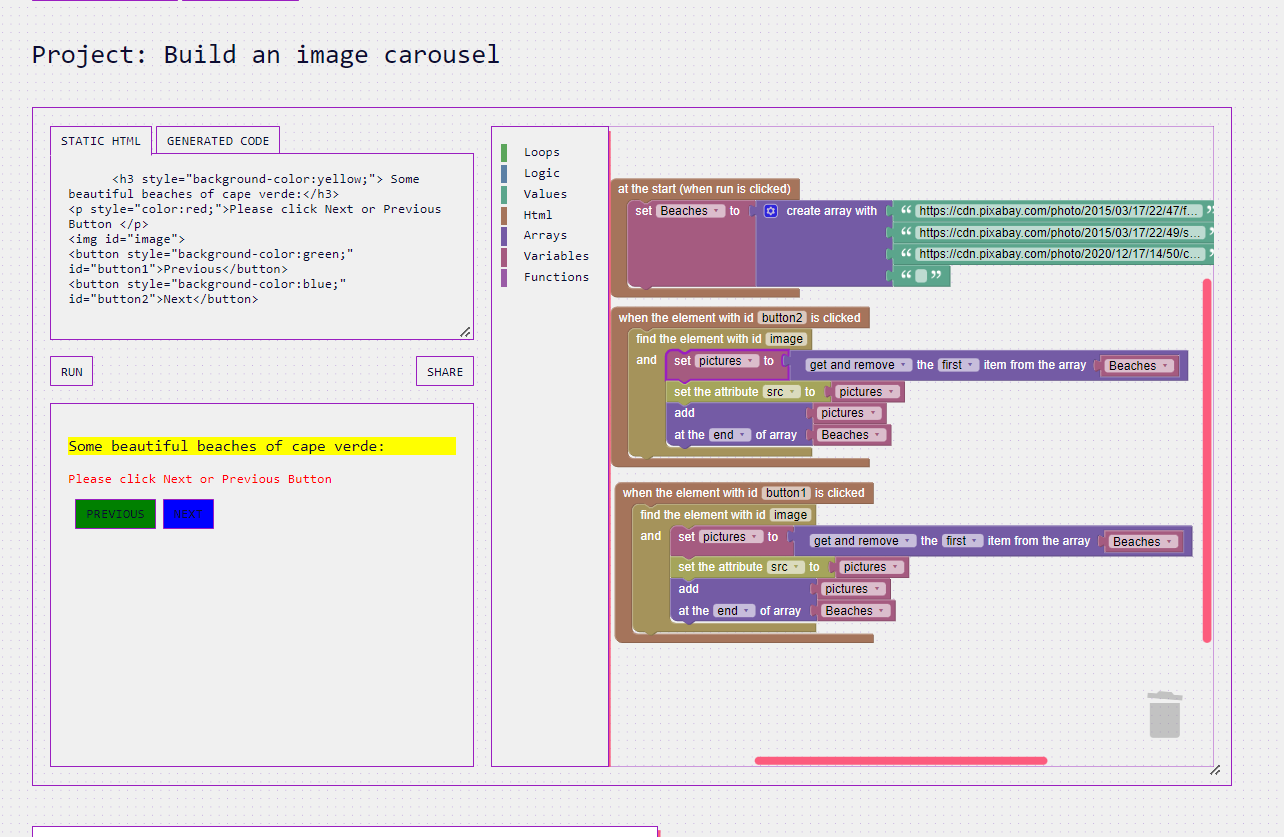 Project: Build an image carousel
STATIC HTML
GENERATED CODE
<h3 style="background-color:yellow;"> Some
beautiful beaches of cape verde:</h3>
<p style="color:red;">Please click Next or Previous
Button </p>
<img id="image">
<button style="background-color:green;"
id="button1">Previous</button>
<button style="background-color:blue;"
id="button2">Next</button>
RUN
SHARE
Some beautiful beaches of cape verde:
Please click Next or Previous Button
PREVIOUS
NEXT
Loops
Logic
Values
Html
Arrays
Variables
Functions
at the start (when run is clicked)
set Beaches to create array with “ https://cdn.pixabay.com/photo/2015/03/17/22/47/f... ”
“ https://cdn.pixabay.com/photo/2015/03/17/22/49/s... ”
“ https://cdn.pixabay.com/photo/2020/12/17/14/50/c... ”
“ ”
when the element with id button2 is clicked
find the element with id image
and set pictures to get and remove the first item from the array Beaches
set the attribute src to pictures
add pictures
at the end of array Beaches
when the element with id button1 is clicked
find the element with id image
and set pictures to get and remove the first item from the array Beaches
set the attribute src to pictures
add pictures
at the end of array Beaches